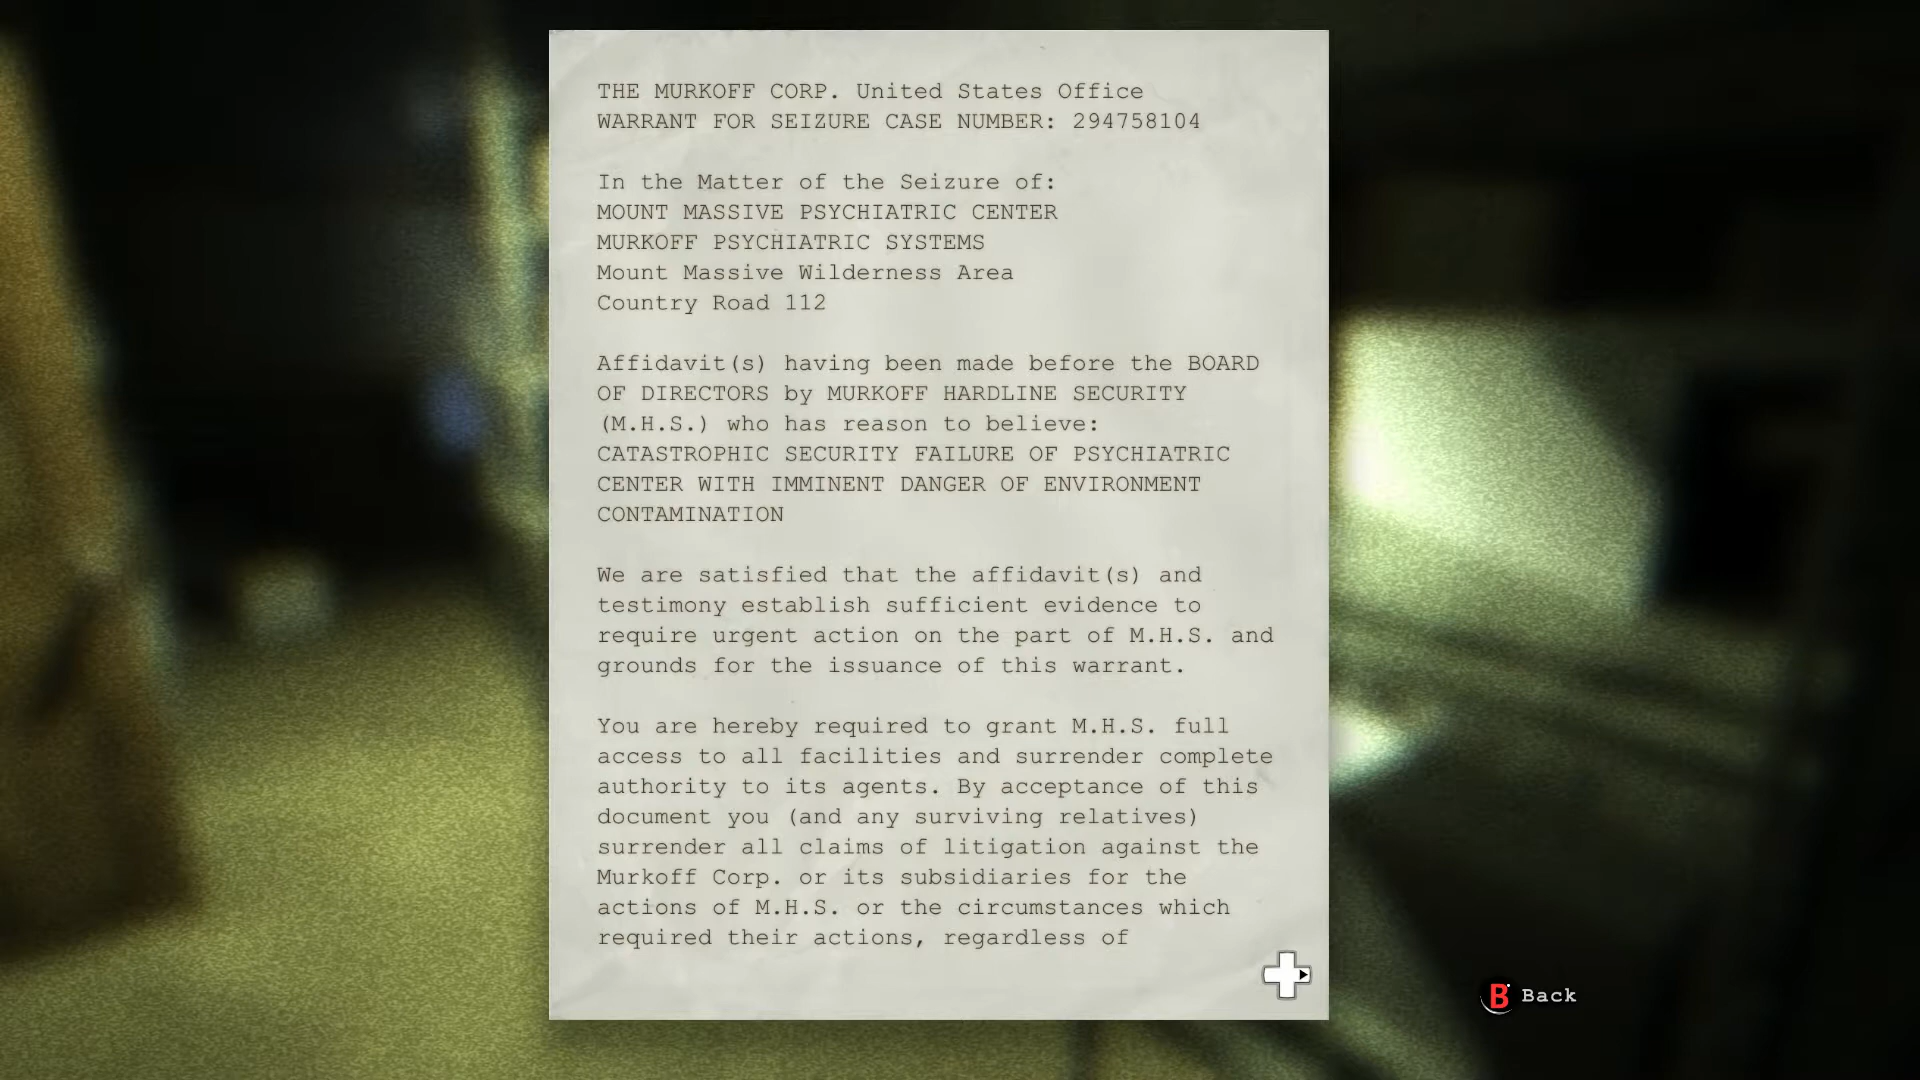 THE MURKOFF CORP. United States Office
WARRANT FOR SEIZURE CASE NUMBER: 294758104
In the Matter of the Seizure of:
MOUNT MASSIVE PSYCHIATRIC CENTER
MURKOFF PSYCHIATRIC SYSTEMS
Mount Massive Wilderness Area
Country Road 112
Affidavit(s) having been made before the BOARD
OF DIRECTORS by MURKOFF HARDLINE SECURITY
(M.H.S.) who has reason to believe:
CATASTROPHIC SECURITY FAILURE OF PSYCHIATRIC
CENTER WITH IMMINENT DANGER OF ENVIRONMENT
CONTAMINATION
We are satisfied that the affidavit(s) and
testimony establish sufficient evidence to
require urgent action on the part of M.H.S. and
grounds for the issuance of this warrant.
You are hereby required to grant M.H.S. full
access to all facilities and surrender complete
authority to its agents. By acceptance of this
document you (and any surviving relatives)
surrender all claims of litigation against the
Murkoff Corp. or its subsidiaries for the
actions of M.H.S. or the circumstances which
required their actions, regardless of
B Back